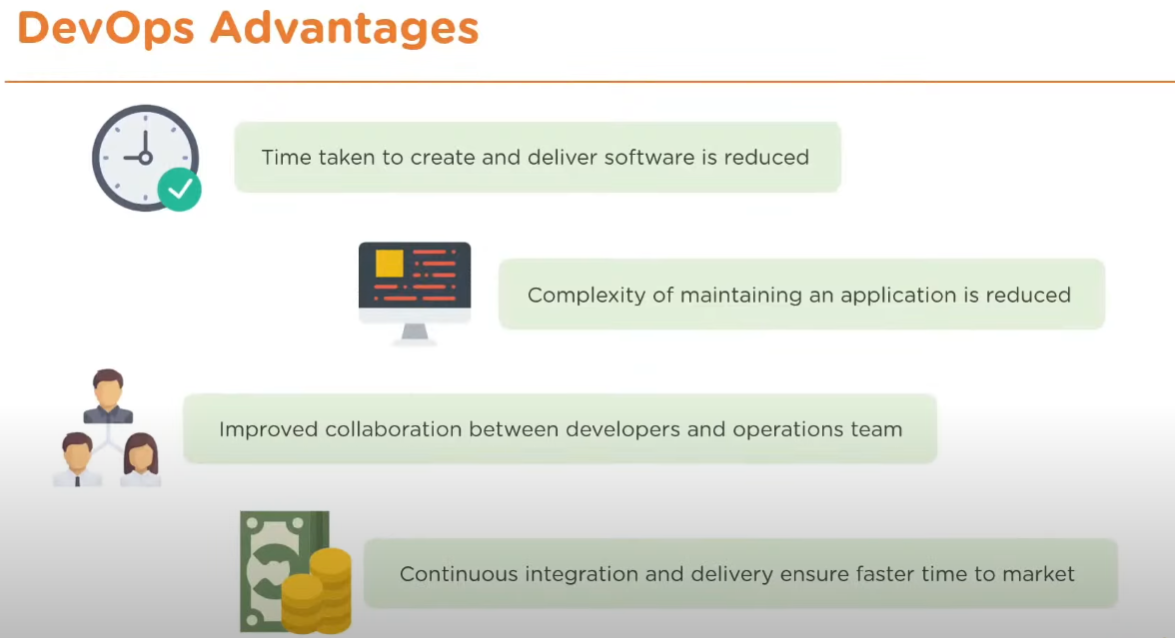 DevOps Advantages
Time taken to create and deliver software is reduced
Complexity of maintaining an application is reduced
Improved collaboration between developers and operations team
Continuous integration and delivery ensure faster time to market